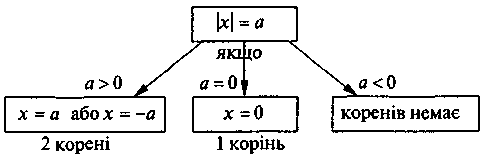 |x| = a
якщо
a > 0
a = 0
a < 0
x = a або x = −a
x = 0
коренів немає
2 корені
1 корінь